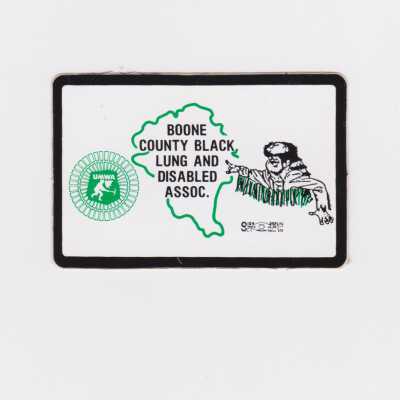 BOONE
COUNTY BLACK
LUNG AND
DISABLED
ASSOC.
UMWA